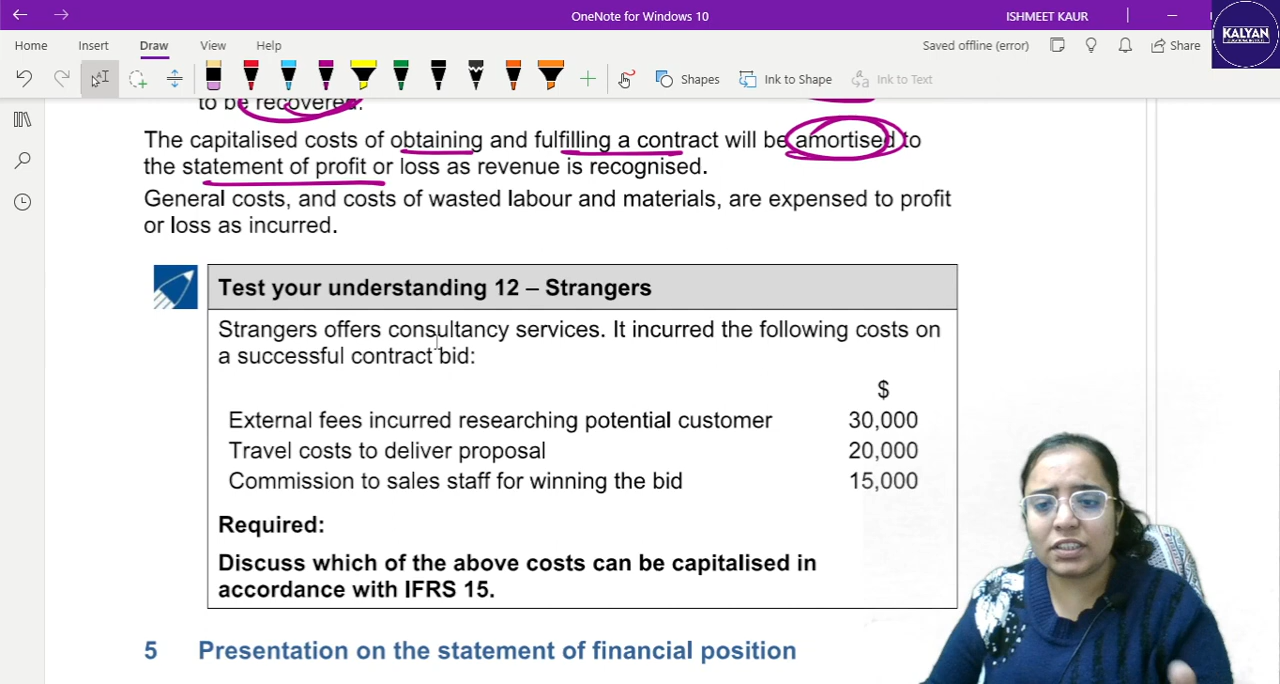 OneNote for Windows 10
ISHMEET KAUR
KALYAN
Home Insert Draw View Help
Saved offline (error) Share
Shapes Ink to Shape Ink to Text
to be recovered.
The capitalised costs of obtaining and fulfilling a contract will be amortised to
the statement of profit or loss as revenue is recognised.
General costs, and costs of wasted labour and materials, are expensed to profit
or loss as incurred.
Test your understanding 12 – Strangers
Strangers offers consultancy services. It incurred the following costs on
a successful contract bid:
$
External fees incurred researching potential customer 30,000
Travel costs to deliver proposal 20,000
Commission to sales staff for winning the bid 15,000
Required:
Discuss which of the above costs can be capitalised in
accordance with IFRS 15.
5 Presentation on the statement of financial position